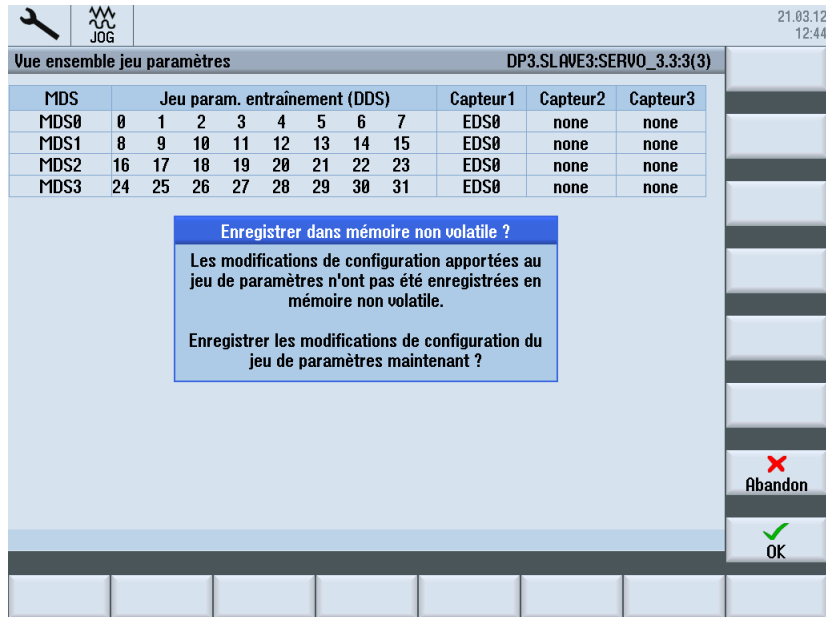 JOG
21.03.12
12:44
Vue ensemble jeu paramètres DP3.SLAVE3:SERVO_3.3:3(3)
MDS Jeu param. entraînement (DDS) Capteur1 Capteur2 Capteur3
MDS0 0 1 2 3 4 5 6 7 EDS0 none none
MDS1 8 9 10 11 12 13 14 15 EDS0 none none
MDS2 16 17 18 19 20 21 22 23 EDS0 none none
MDS3 24 25 26 27 28 29 30 31 EDS0 none none
Enregistrer dans mémoire non volatile ?
Les modifications de configuration apportées au
jeu de paramètres n'ont pas été enregistrées en
mémoire non volatile.
Enregistrer les modifications de configuration du
jeu de paramètres maintenant ?
Abandon
OK